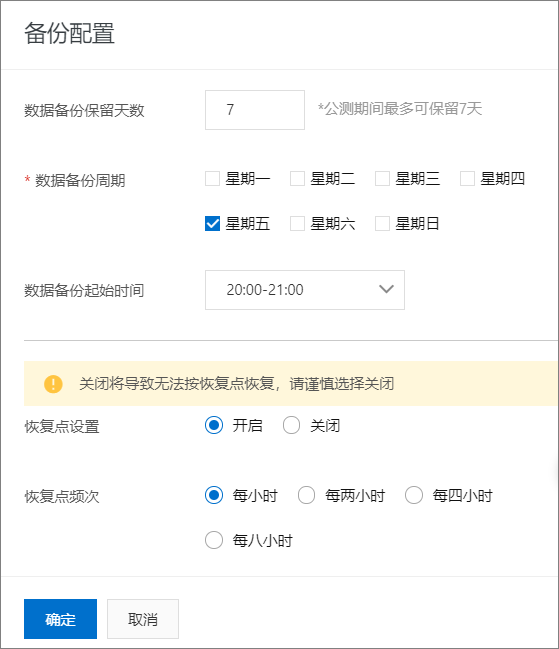 备份配置
数据备份保留天数 7 *公测期间最多可保留7天
* 数据备份周期 星期一 星期二 星期三 星期四
星期五 星期六 星期日
数据备份起始时间 20:00-21:00
关闭将导致无法按恢复点恢复，请谨慎选择关闭
恢复点设置 开启 关闭
恢复点频次 每小时 每两小时 每四小时
每八小时
确定 取消